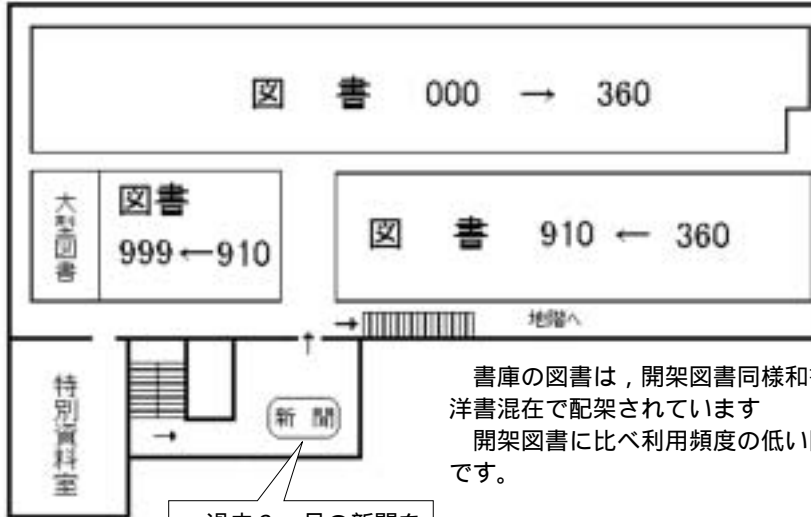 図 書 000 → 360
大型図書
図書
999←910
図 書 910 ← 360
→ 地階へ
↑
特別資料室
→
新 聞
書庫の図書は，開架図書同様和
洋書混在で配架されています
開架図書に比べ利用頻度の低い
です。